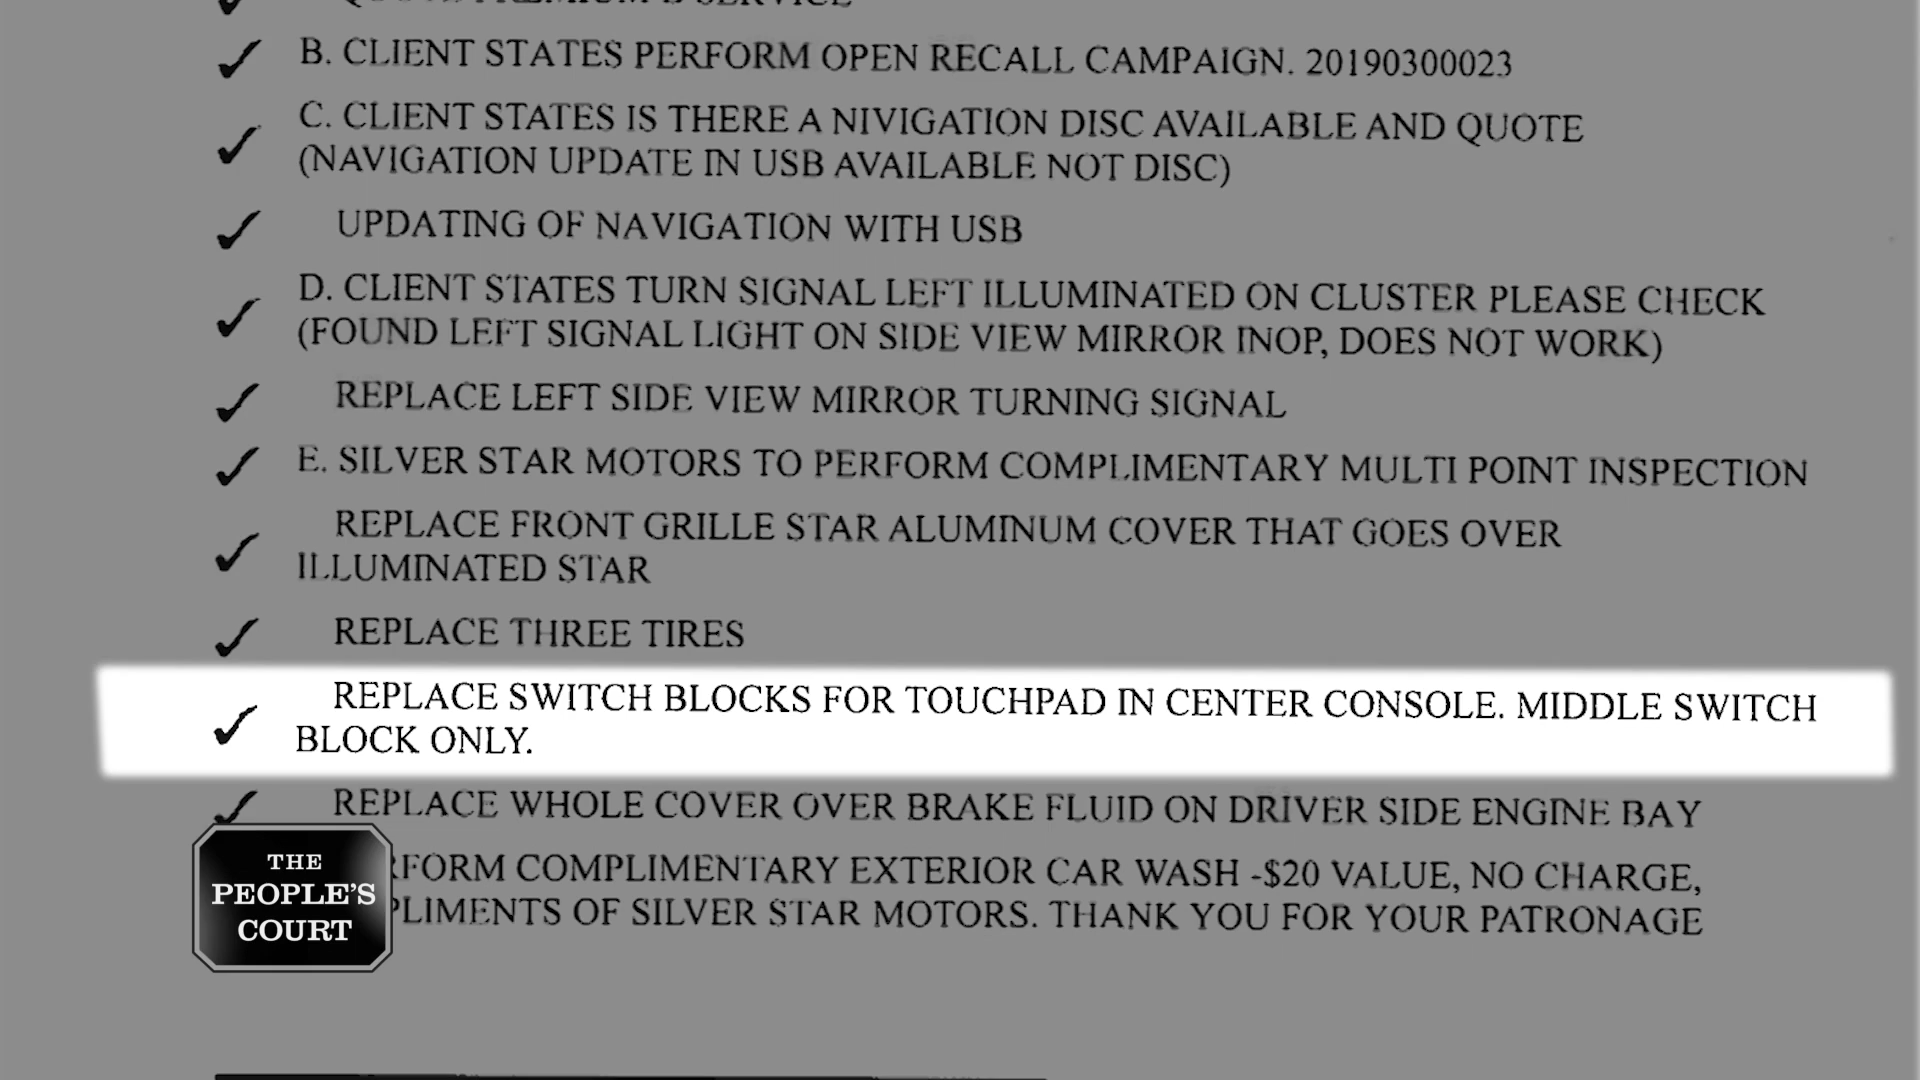 B. CLIENT STATES PERFORM OPEN RECALL CAMPAIGN. 20190300023
C. CLIENT STATES IS THERE A NIVIGATION DISC AVAILABLE AND QUOTE
(NAVIGATION UPDATE IN USB AVAILABLE NOT DISC)
UPDATING OF NAVIGATION WITH USB
D. CLIENT STATES TURN SIGNAL LEFT ILLUMINATED ON CLUSTER PLEASE CHECK
(FOUND LEFT SIGNAL LIGHT ON SIDE VIEW MIRROR INOP, DOES NOT WORK)
REPLACE LEFT SIDE VIEW MIRROR TURNING SIGNAL
E. SILVER STAR MOTORS TO PERFORM COMPLIMENTARY MULTI POINT INSPECTION
REPLACE FRONT GRILLE STAR ALUMINUM COVER THAT GOES OVER
ILLUMINATED STAR
REPLACE THREE TIRES
REPLACE SWITCH BLOCKS FOR TOUCHPAD IN CENTER CONSOLE. MIDDLE SWITCH
BLOCK ONLY.
REPLACE WHOLE COVER OVER BRAKE FLUID ON DRIVER SIDE ENGINE BAY
RFORM COMPLIMENTARY EXTERIOR CAR WASH -$20 VALUE, NO CHARGE,
PLIMENTS OF SILVER STAR MOTORS. THANK YOU FOR YOUR PATRONAGE
THE
PEOPLE'S
COURT